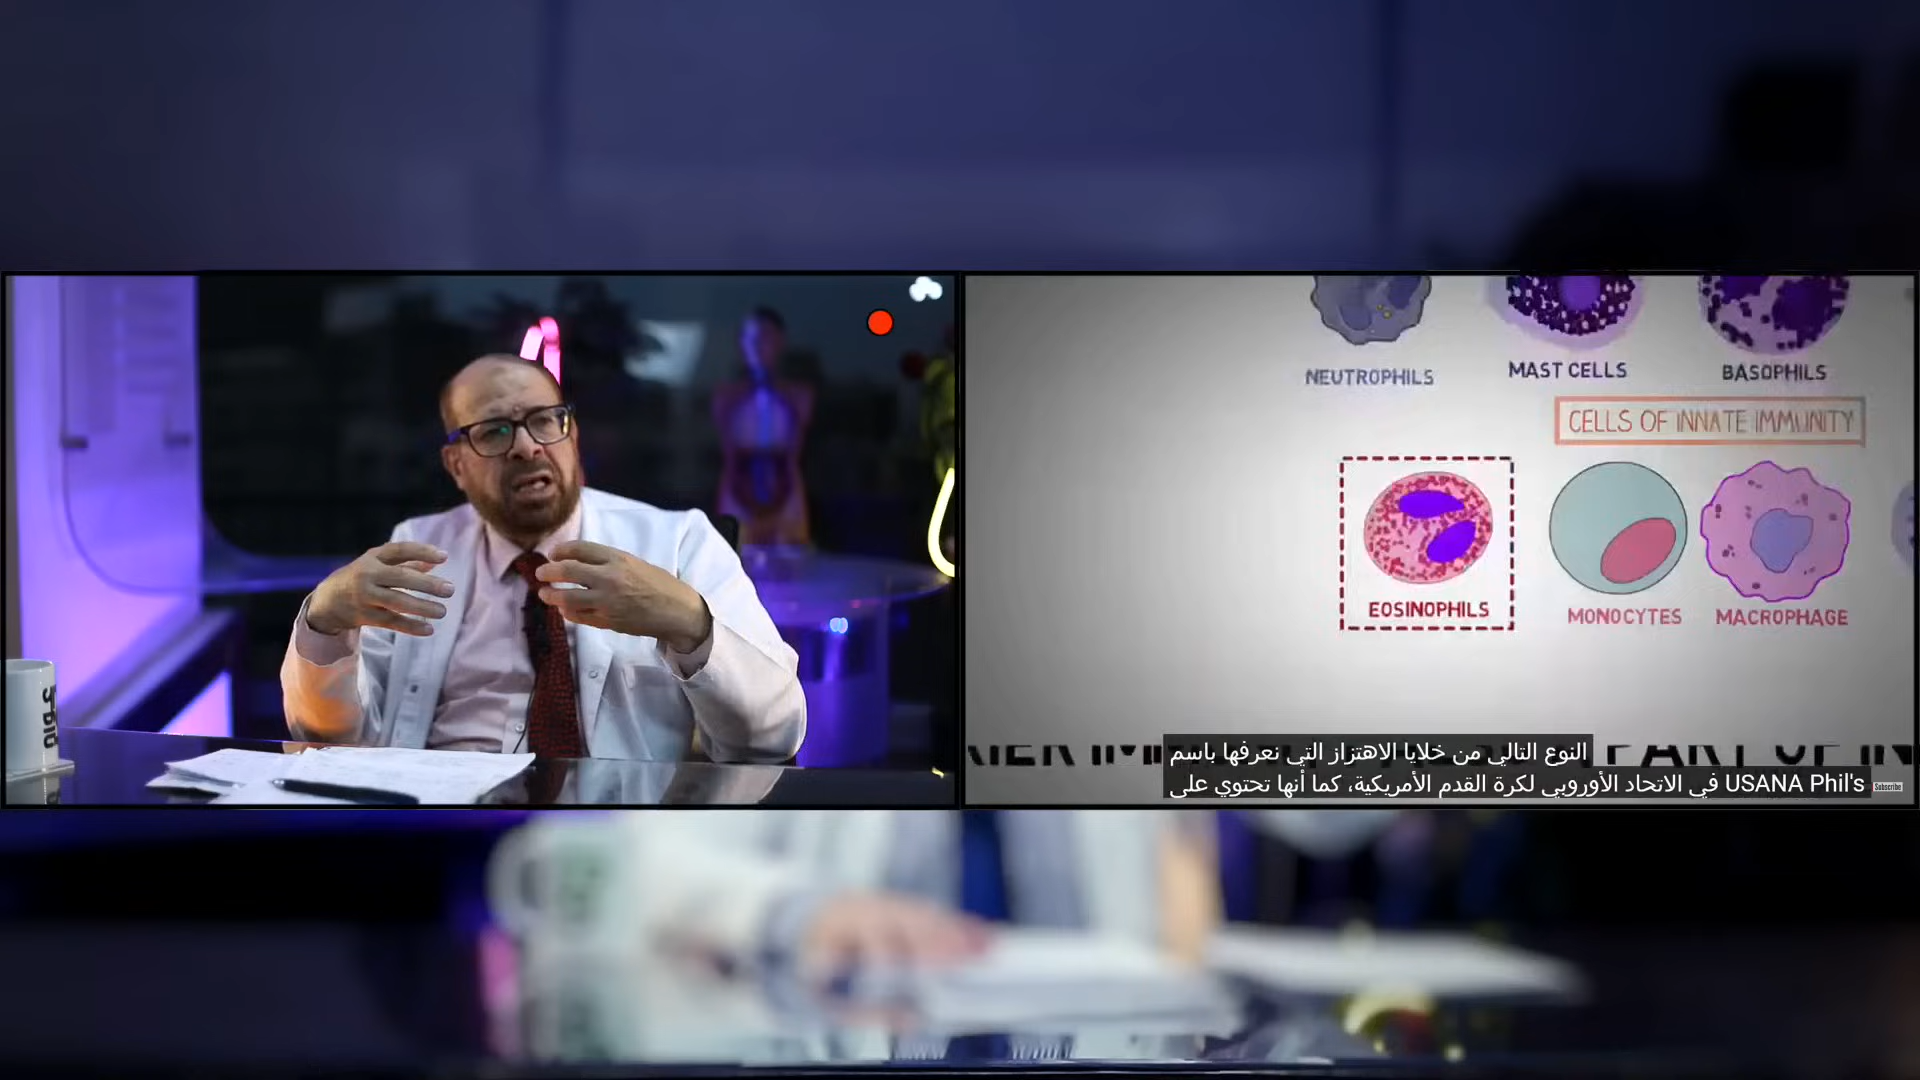 NEUTROPHILS
MAST CELLS
BASOPHILS
CELLS OF INNATE IMMUNITY
EOSINOPHILS
MONOCYTES
MACROPHAGE
النوع التالي من خلايا الاهتزاز التي نعرفها باسم
USANA Phil's في الاتحاد الأوروبي لكرة القدم الأمريكية، كما أنها تحتوي على
Subscribe